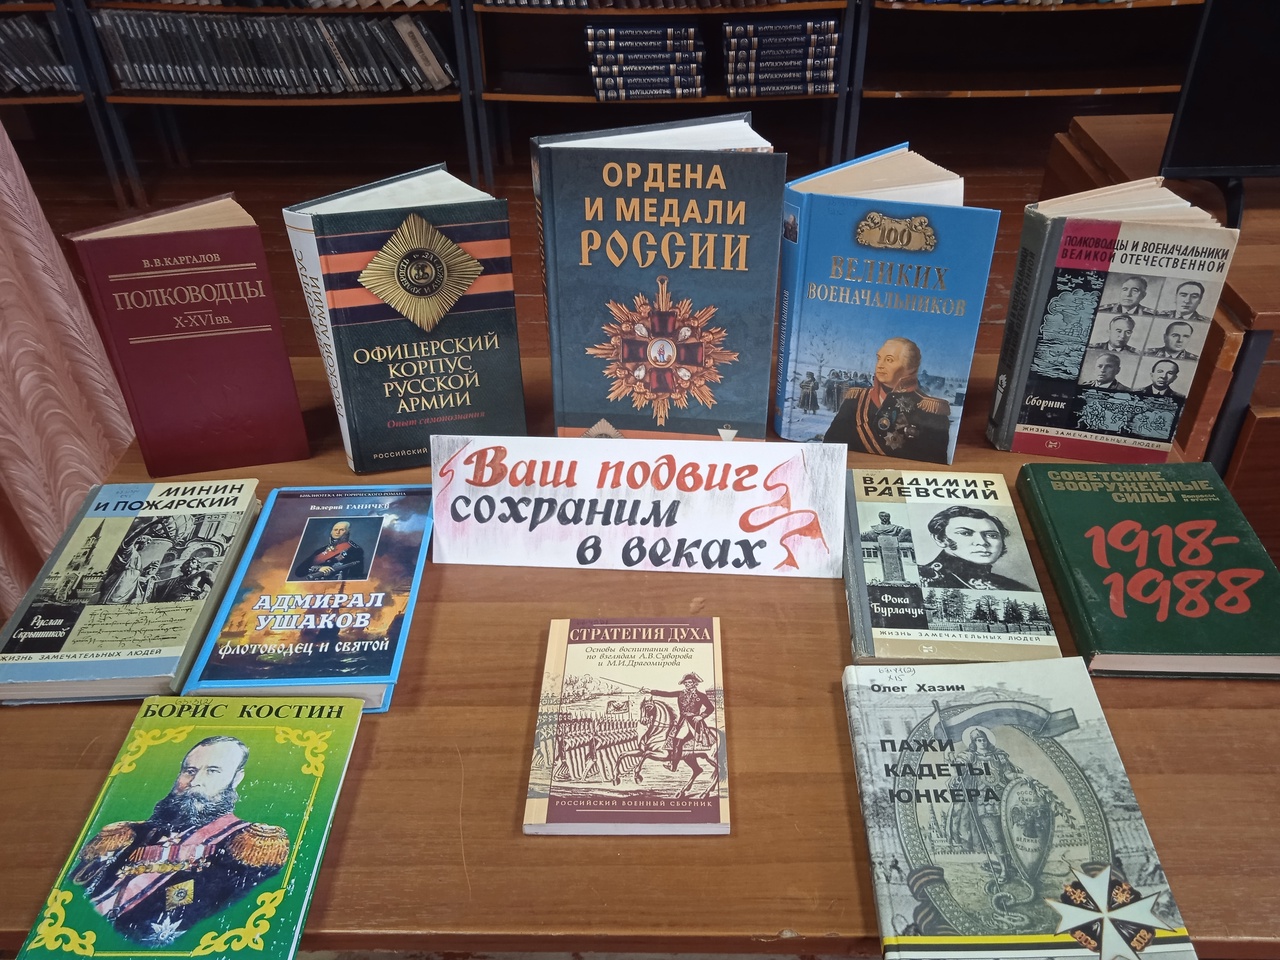 В.В.КАРГАЛОВ
ПОЛКОВОДЦЫ
X-XVI вв.
ОФИЦЕРСКИЙ
КОРПУС
РУССКОЙ
АРМИИ
Опыт самопознания
РОССИЙСКИЙ
ОРДЕНА
И МЕДАЛИ
РОССИИ
100
ВЕЛИКИХ
ВОЕНАЧАЛЬНИКОВ
ПОЛКОВОДЦЫ И ВОЕНАЧАЛЬНИКИ
ВЕЛИКОЙ ОТЕЧЕСТВЕННОЙ
Сборник
ЖИЗНЬ ЗАМЕЧАТЕЛЬНЫХ ЛЮДЕЙ
Ваш подвиг
сохраним
в веках
МИНИН
И ПОЖАРСКИЙ
Руслан
Скрынников
ЖИЗНЬ ЗАМЕЧАТЕЛЬНЫХ ЛЮДЕЙ
БИБЛИОТЕКА ИСТОРИЧЕСКОГО РОМАНА
Валерий ГАНИЧЕВ
АДМИРАЛ
УШАКОВ
ФЛОТОВОДЕЦ И СВЯТОЙ
ВЛАДИМИР
РАЕВСКИЙ
Фока
Бурлачук
ЖИЗНЬ ЗАМЕЧАТЕЛЬНЫХ ЛЮДЕЙ
СОВЕТСКИЕ
ВООРУЖЕННЫЕ
СИЛЫ
Вопросы
и ответы
1918-
1988
СТРАТЕГИЯ ДУХА
Основы воспитания войск
по взглядам А.В.Суворова
и М.И.Драгомирова
РОССИЙСКИЙ ВОЕННЫЙ СБОРНИК
БОРИС КОСТИН
Олег Хазин
ПАЖИ
КАДЕТЫ
ЮНКЕРА